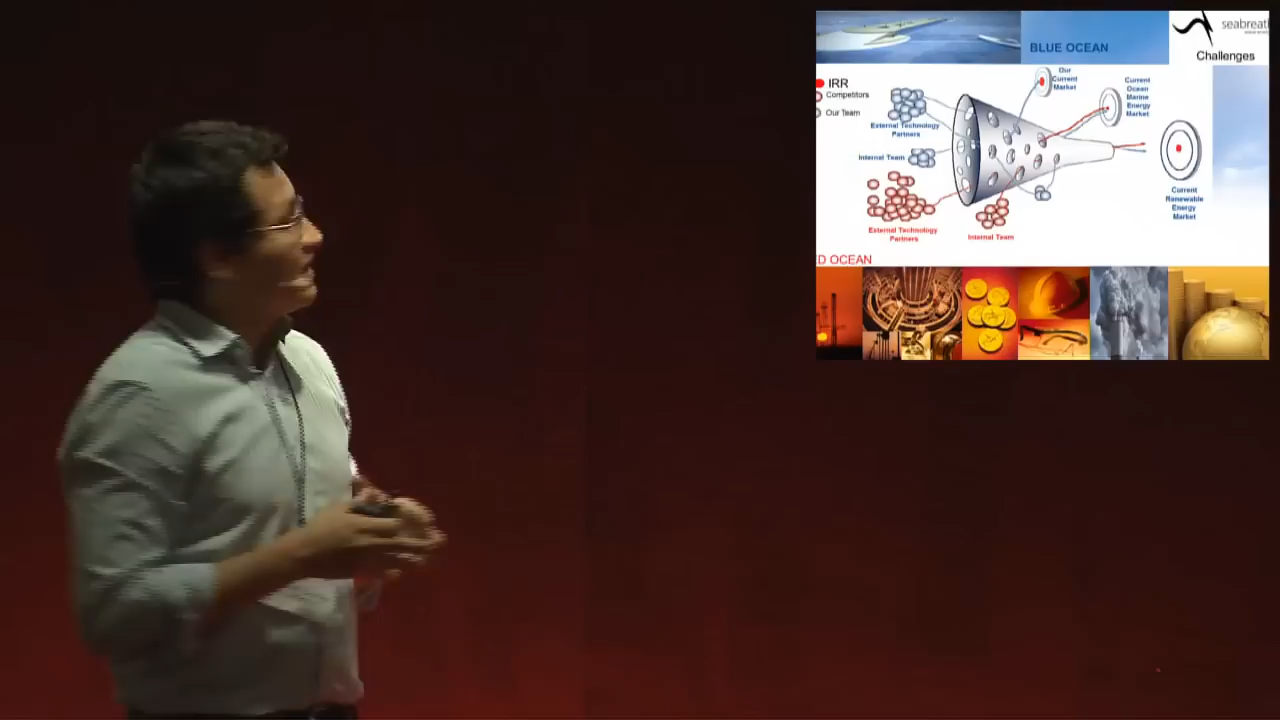 BLUE OCEAN
Challenges
IRR
Competitors
Our Team
External Technology
Partners
Internal Team
External Technology
Partners
Internal Team
Our
Current
Market
Current
Ocean
Marine
Energy
Market
Current
Renewable
Energy
Market
ED OCEAN